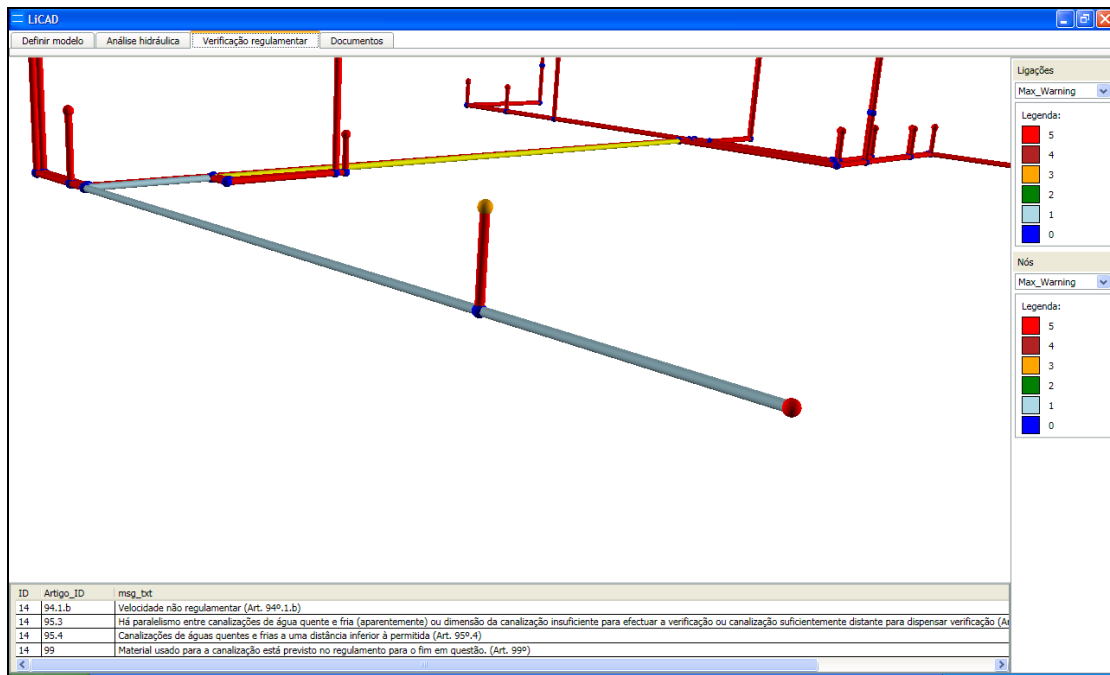 LiCAD
Definir modelo Análise hidráulica Verificação regulamentar Documentos
Ligações
Max_Warning
Legenda:
5
4
3
2
1
0
Nós
Max_Warning
Legenda:
5
4
3
2
1
0
ID Artigo_ID msg_txt
14 94.1.b Velocidade não regulamentar (Art. 94º.1.b)
14 95.3 Há paralelismo entre canalizações de água quente e fria (aparentemente) ou dimensão da canalização insuficiente para efectuar a verificação ou canalização suficientemente distante para dispensar verificação (A
14 95.4 Canalizações de águas quentes e frias a uma distância inferior à permitida (Art. 95º.4)
14 99 Material usado para a canalização está previsto no regulamento para o fim em questão. (Art. 99º)